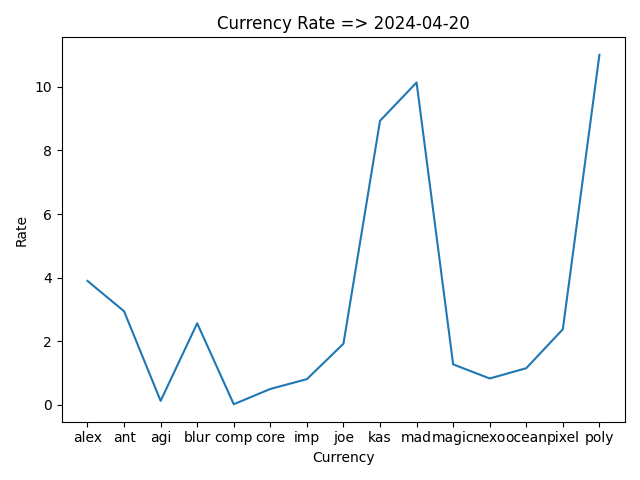 Currency Rate => 2024-04-20
Rate
10
8
6
4
2
0
alex ant agi blur comp core imp joe kas mad magic nexo ocean pixel poly
Currency